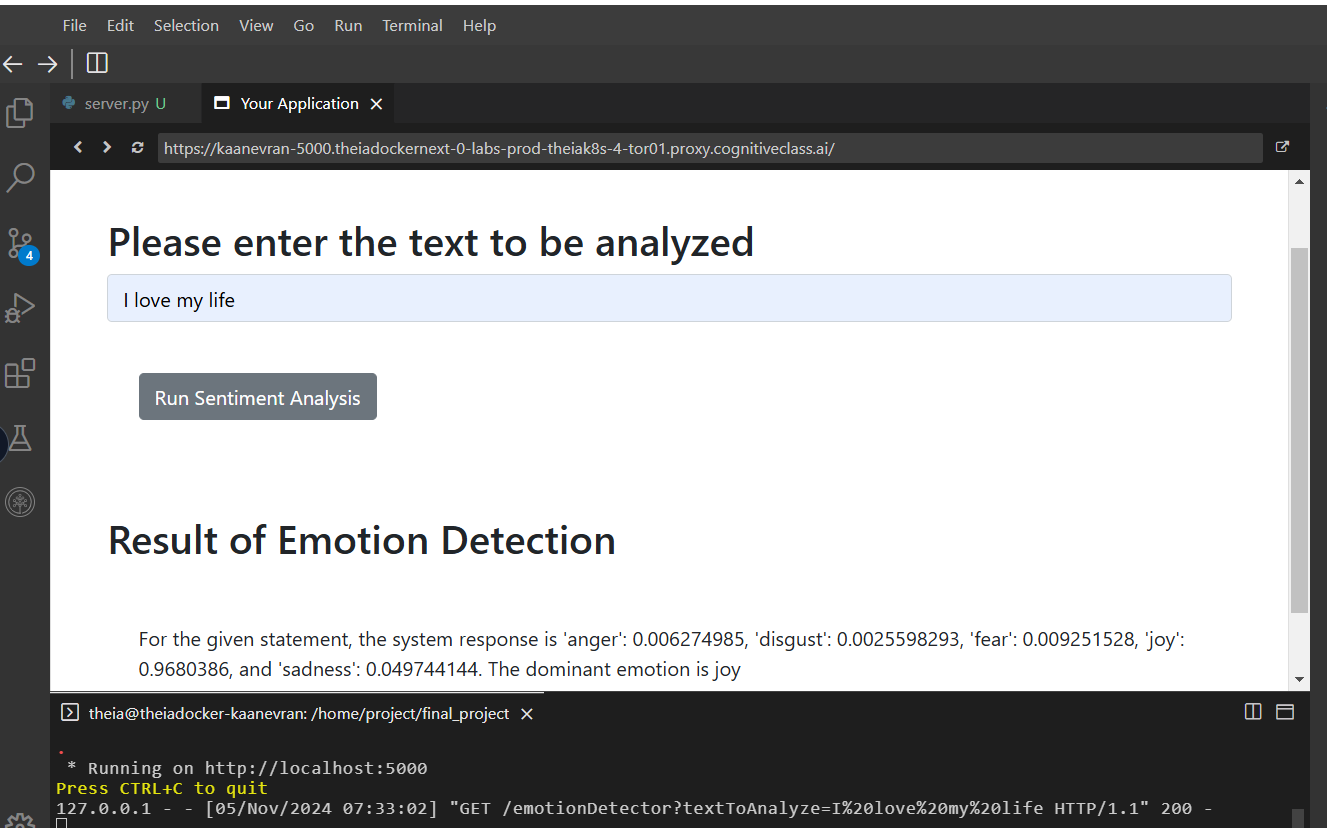 File Edit Selection View Go Run Terminal Help
server.py U Your Application
https://kaanevran-5000.theiadockernext-0-labs-prod-theiak8s-4-tor01.proxy.cognitiveclass.ai/
Please enter the text to be analyzed
I love my life
4
Run Sentiment Analysis
Result of Emotion Detection
For the given statement, the system response is 'anger': 0.006274985, 'disgust': 0.0025598293, 'fear': 0.009251528, 'joy':
0.9680386, and 'sadness': 0.049744144. The dominant emotion is joy
theia@theiadocker-kaanevran: /home/project/final_project
.
* Running on http://localhost:5000
Press CTRL+C to quit
127.0.0.1 - - [05/Nov/2024 07:33:02] "GET /emotionDetector?textToAnalyze=I%20love%20my%20life HTTP/1.1" 200 -